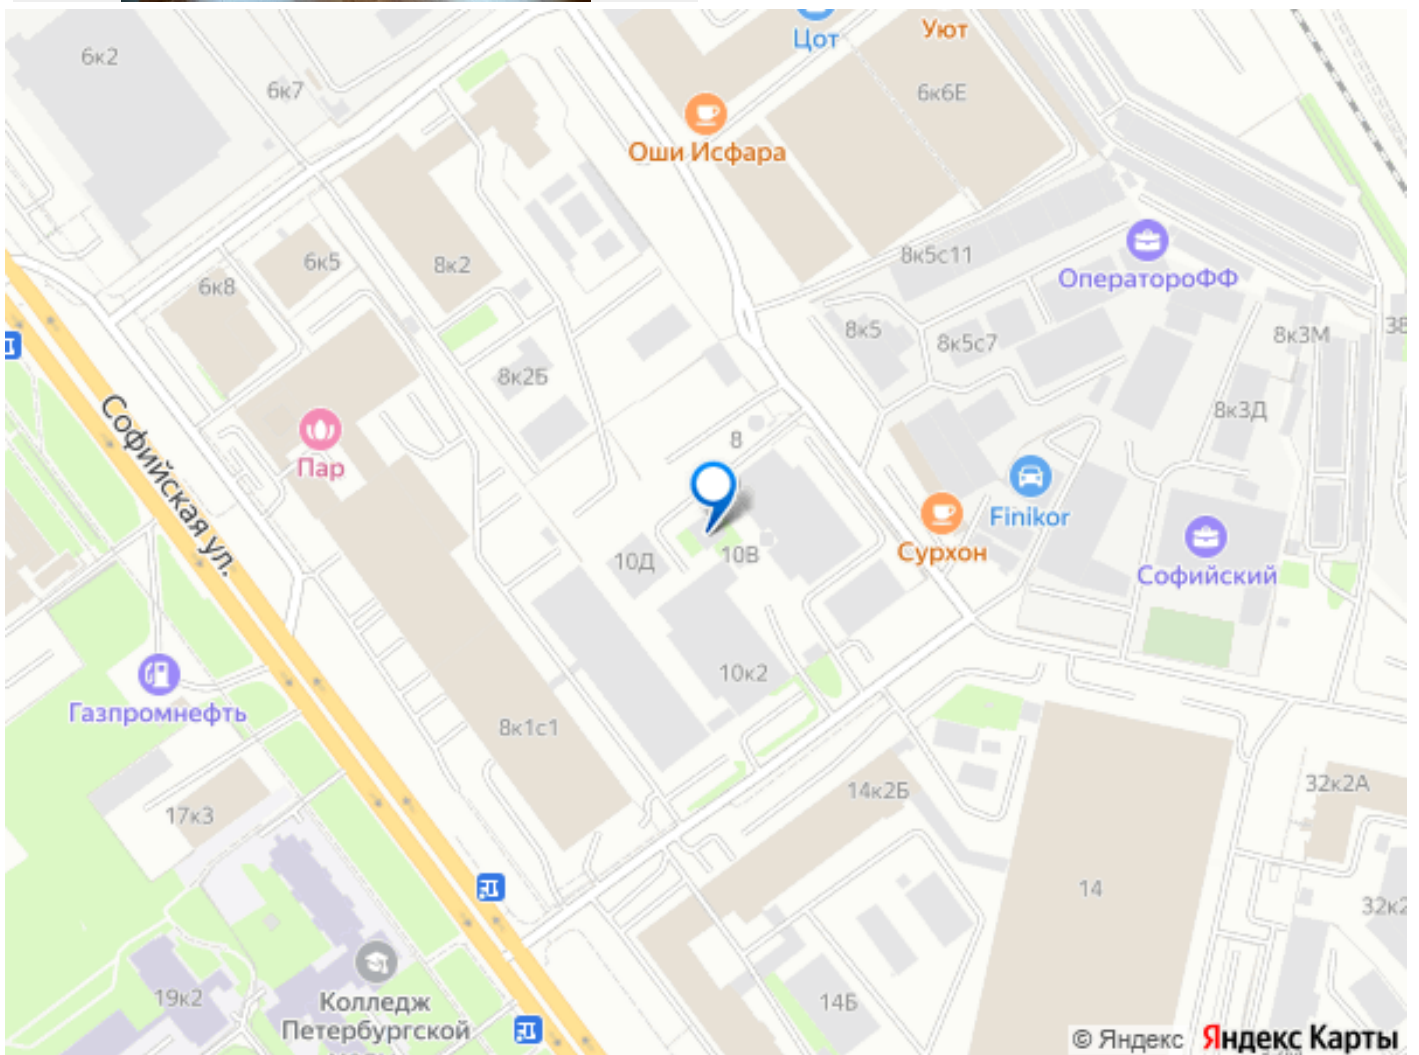 Цот
Уют
6к2
6к7
6к6Е
Оши Исфара
6к5
8к2
6к8
8к5с11
ОператороФФ
8к5
8к5с7
8к3М
8к2Б
8к3Д
Софийская ул.
Пар
8
Finikor
Сурхон
10Д
10В
Софийский
10к2
Газпромнефть
8к1с1
14к2Б
32к2А
17к3
14
19к2
Колледж
Петербургской
14Б
© Яндекс Яндекс Карты